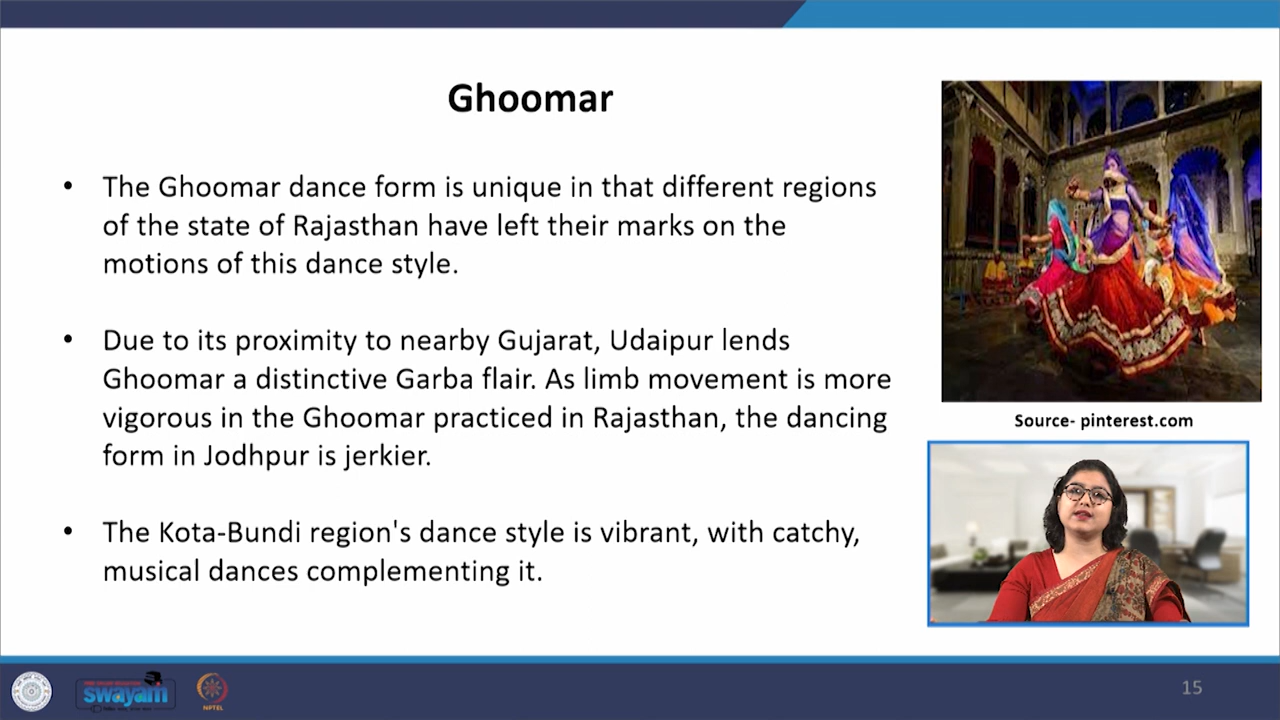 Ghoomar
• The Ghoomar dance form is unique in that different regions
of the state of Rajasthan have left their marks on the
motions of this dance style.
• Due to its proximity to nearby Gujarat, Udaipur lends
Ghoomar a distinctive Garba flair. As limb movement is more
vigorous in the Ghoomar practiced in Rajasthan, the dancing
form in Jodhpur is jerkier.
• The Kota-Bundi region's dance style is vibrant, with catchy,
musical dances complementing it.
Source- pinterest.com
swayam
NPTEL
15